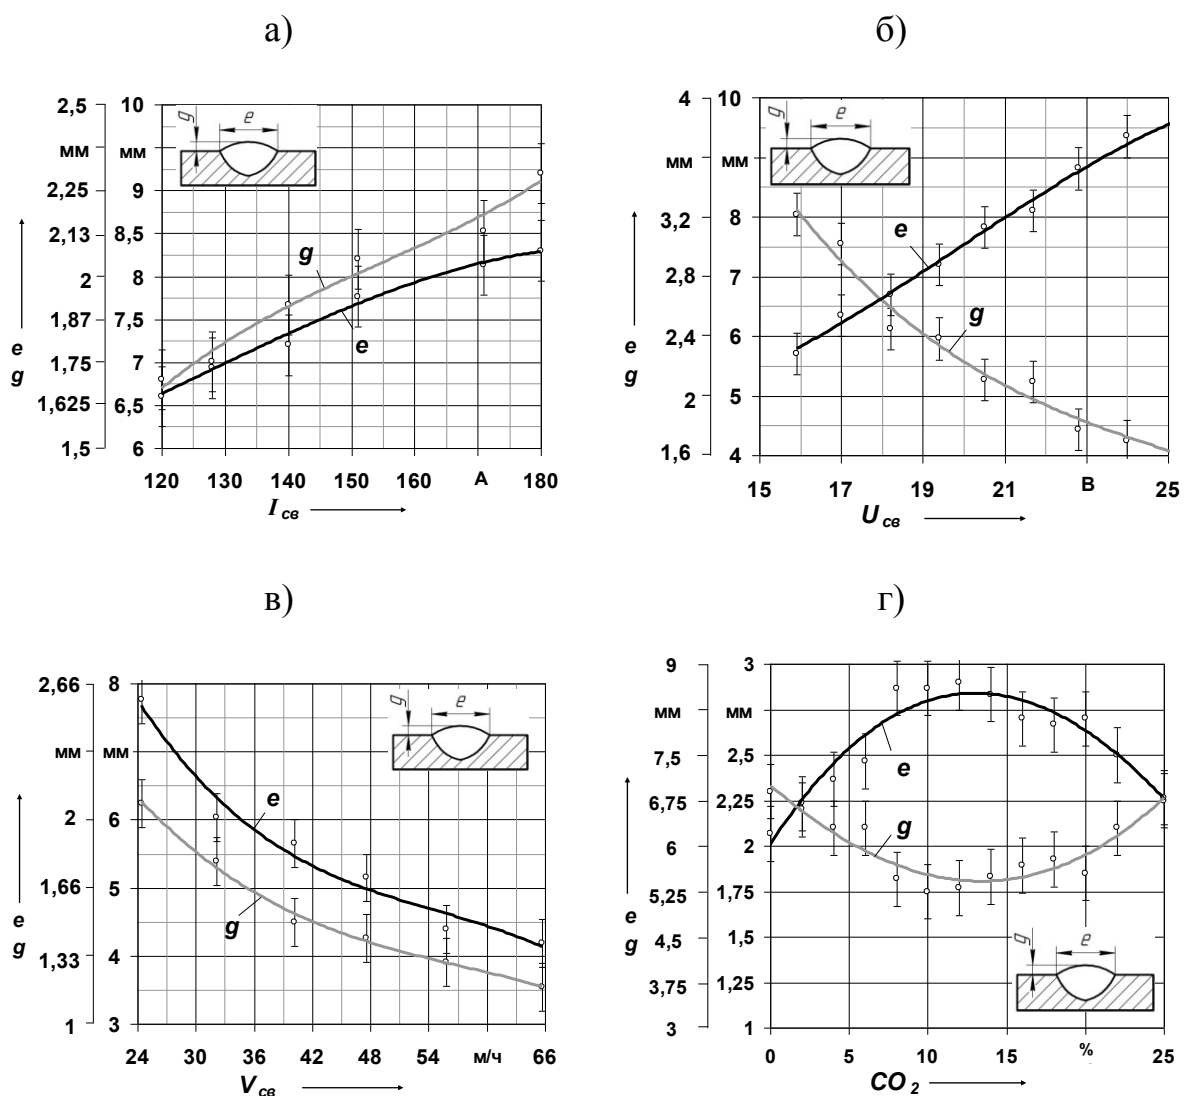 а)
2,5
мм
2,25
2,13
2
1,87
1,75
1,625
1,5
e
g
10
мм
9
8,5
8
7,5
7
6,5
6
g
e
g
e
120
130
140
150
А
180
I св
б)
4
мм
3,2
2,8
2,4
2
1,6
e
g
10
мм
8
7
6
5
4
g
e
e
g
15
17
19
21
В
25
U св
в)
2,66
мм
2
1,66
1,33
1
e
g
8
мм
6
5
4
3
g
e
e
g
24
30
36
42
48
54
м/ч
66
V св
г)
9
мм
7,5
6,75
6
5,25
4,5
3,75
3
e
g
3
мм
2,5
2,25
2
1,75
1,5
1,25
1
e
g
g
e
0
5
10
15
%
25
CO 2